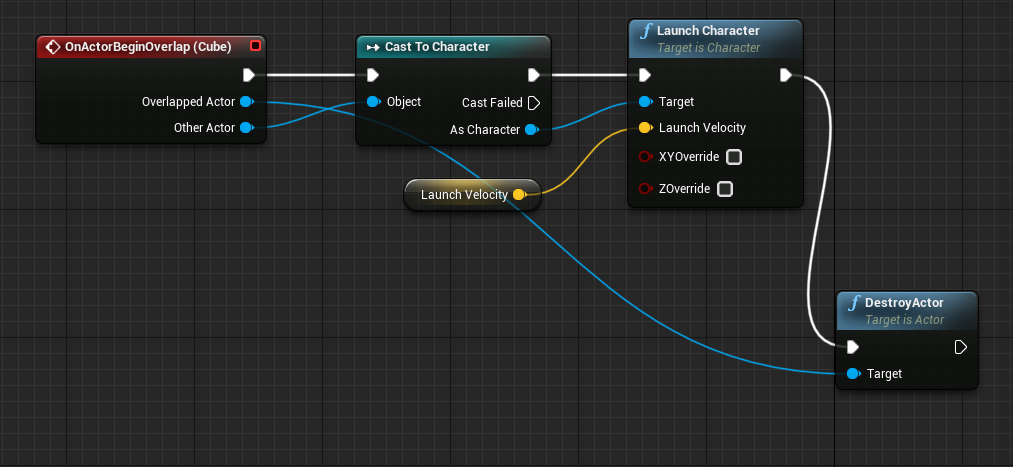 OnActorBeginOverlap (Cube)
Overlapped Actor
Other Actor
Cast To Character
Object
Cast Failed
As Character
Launch Velocity
f Launch Character
Target is Character
Target
Launch Velocity
XYOverride
ZOverride
f DestroyActor
Target is Actor
Target